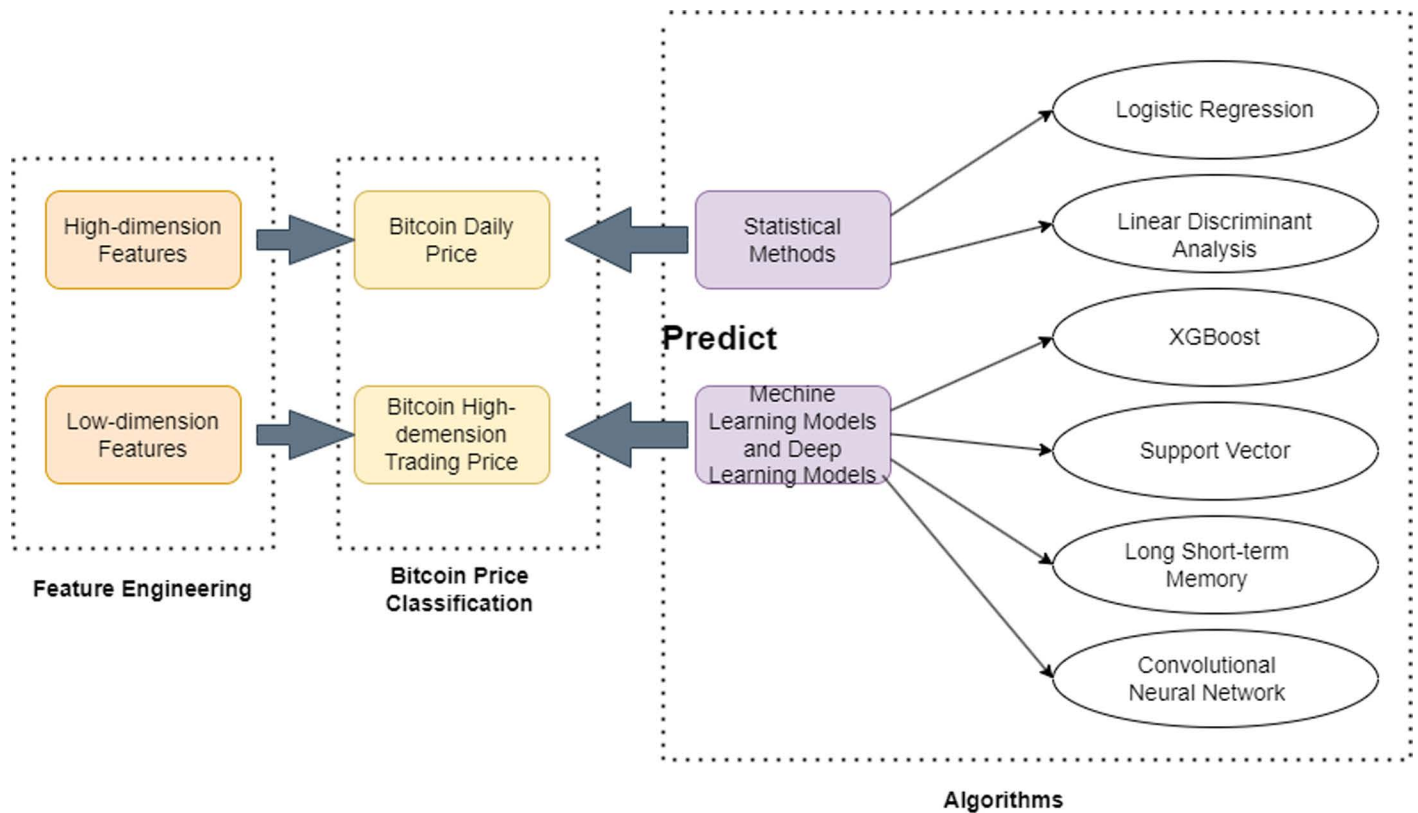 High-dimension
Features
Low-dimension
Features
Feature Engineering
Bitcoin Daily
Price
Bitcoin High-
demension
Trading Price
Bitcoin Price
Classification
Predict
Statistical
Methods
Mechine
Learning Models
and Deep
Learning Models
Logistic Regression
Linear Discriminant
Analysis
XGBoost
Support Vector
Long Short-term
Memory
Convolutional
Neural Network
Algorithms